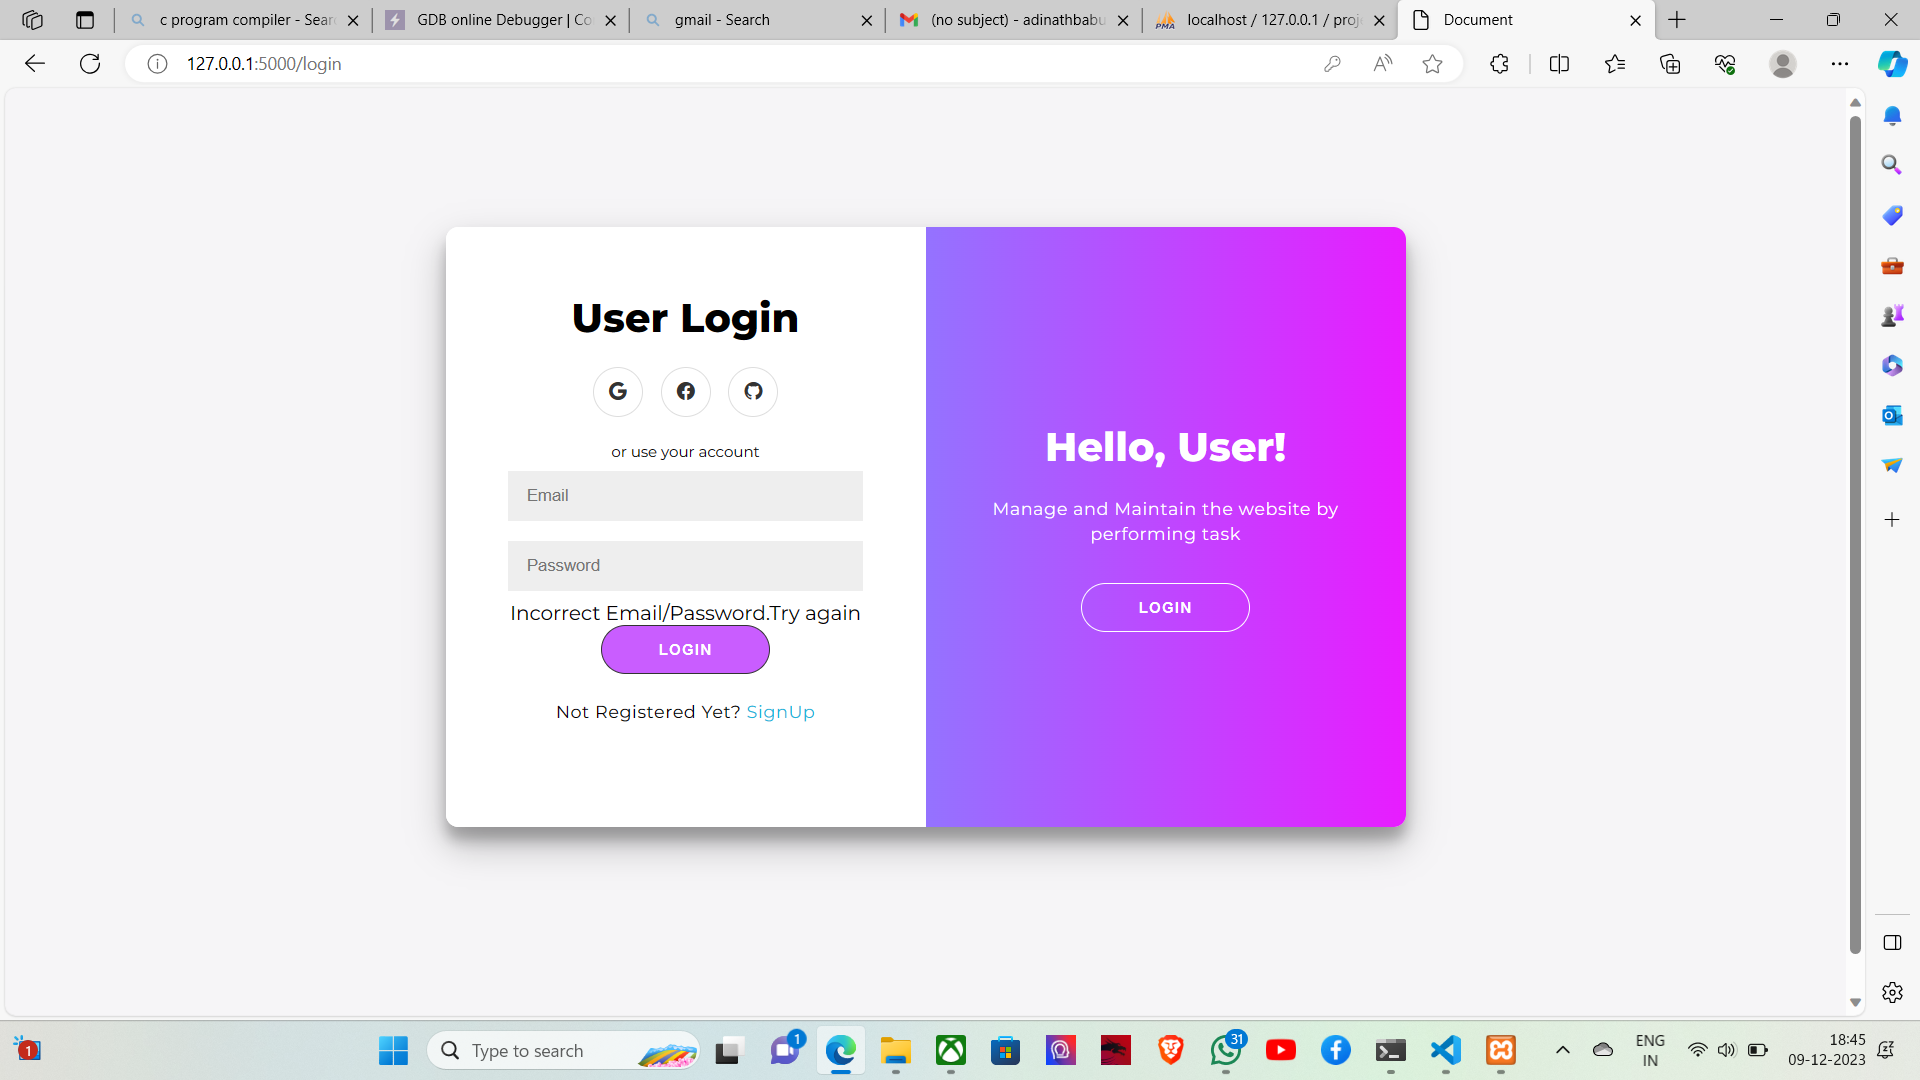 c program compiler - Sear
GDB online Debugger | Co
gmail - Search
(no subject) - adinathbabu
localhost / 127.0.0.1 / proj
Document
127.0.0.1:5000/login
User Login
or use your account
Email
Password
Incorrect Email/Password.Try again
LOGIN
Not Registered Yet? SignUp
Hello, User!
Manage and Maintain the website by
performing task
LOGIN
1
Type to search
1
31
ENG
IN
18:45
09-12-2023